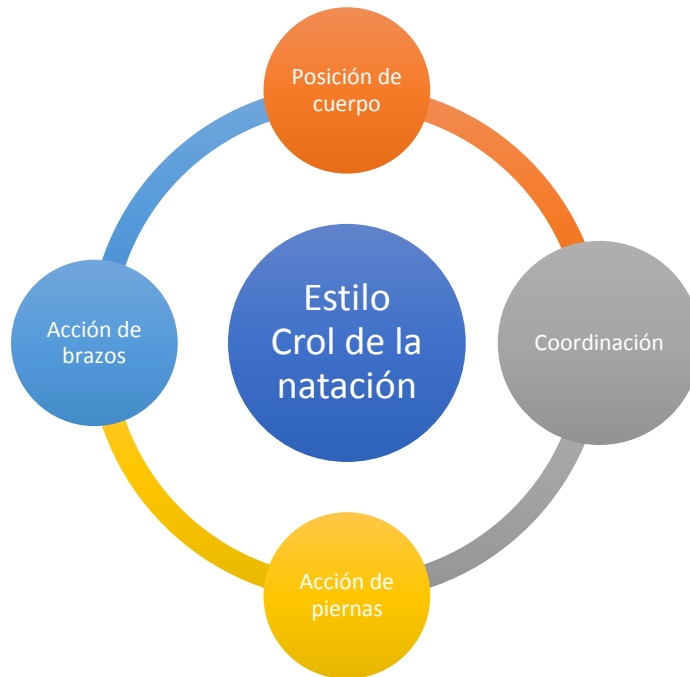 Posición de
cuerpo
Estilo
Crol de la
natación
Acción de
brazos
Coordinación
Acción de
piernas